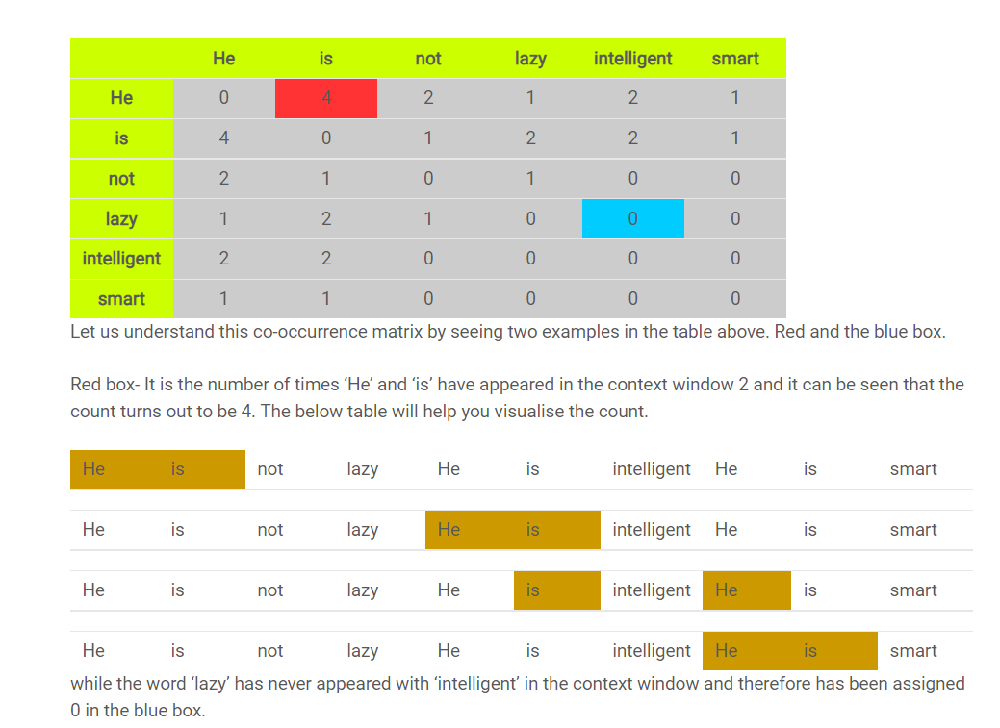 He is not lazy intelligent smart
He 0 4 2 1 2 1
is 4 0 1 2 2 1
not 2 1 0 1 0 0
lazy 1 2 1 0 0 0
intelligent 2 2 0 0 0 0
smart 1 1 0 0 0 0
Let us understand this co-occurrence matrix by seeing two examples in the table above. Red and the blue box.
Red box- It is the number of times ‘He’ and ‘is’ have appeared in the context window 2 and it can be seen that the
count turns out to be 4. The below table will help you visualise the count.
He is not lazy He is intelligent He is smart
He is not lazy He is intelligent He is smart
He is not lazy He is intelligent He is smart
He is not lazy He is intelligent He is smart
while the word ‘lazy’ has never appeared with ‘intelligent’ in the context window and therefore has been assigned
0 in the blue box.